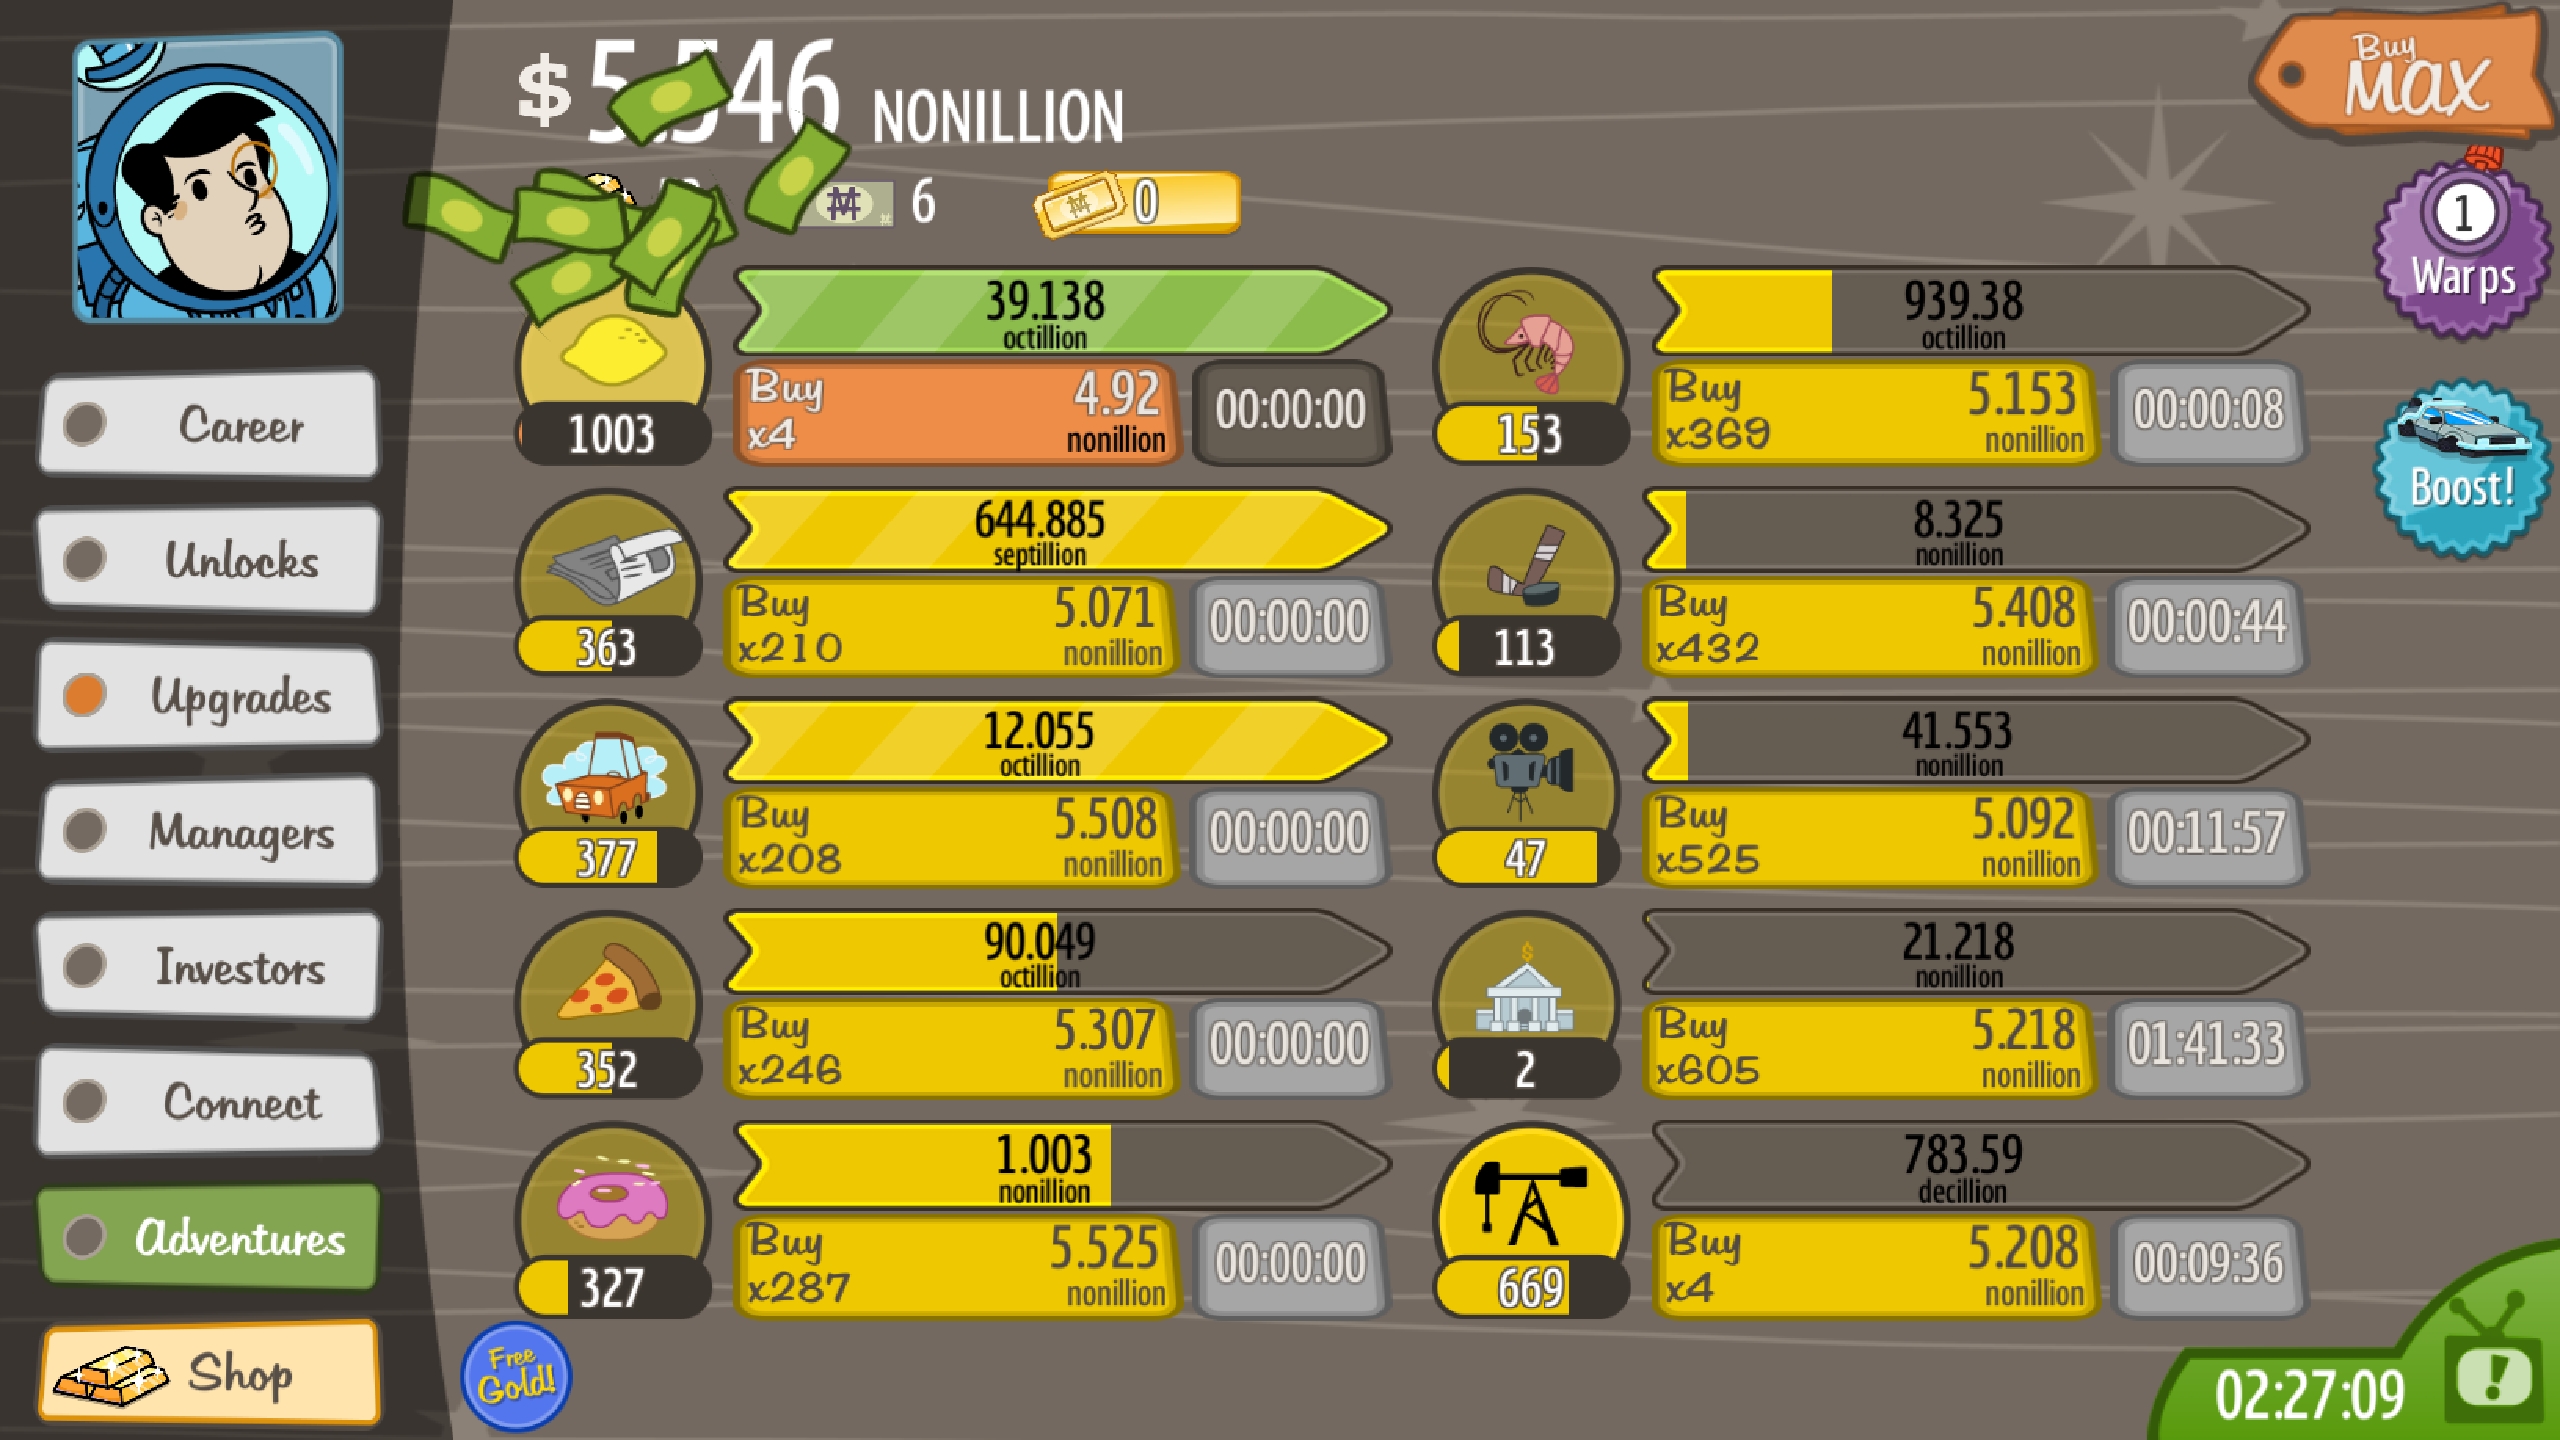 $ 5.546 NONILLION
Buy
MAX
6
0
1
Warps
Boost!
Career
Unlocks
Upgrades
Managers
Investors
Connect
Adventures
Shop
39.138
octillion
1003
Buy
x4
4.92
nonillion
00:00:00
939.38
octillion
153
Buy
x369
5.153
nonillion
00:00:08
644.885
septillion
363
Buy
x210
5.071
nonillion
00:00:00
8.325
nonillion
113
Buy
x432
5.408
nonillion
00:00:44
12.055
octillion
377
Buy
x208
5.508
nonillion
00:00:00
41.553
nonillion
47
Buy
x525
5.092
nonillion
00:11:57
90.049
octillion
352
Buy
x246
5.307
nonillion
00:00:00
21.218
nonillion
2
Buy
x605
5.218
nonillion
01:41:33
1.003
nonillion
327
Buy
x287
5.525
nonillion
00:00:00
783.59
decillion
669
Buy
x4
5.208
nonillion
00:09:36
Free
Gold!
02:27:09